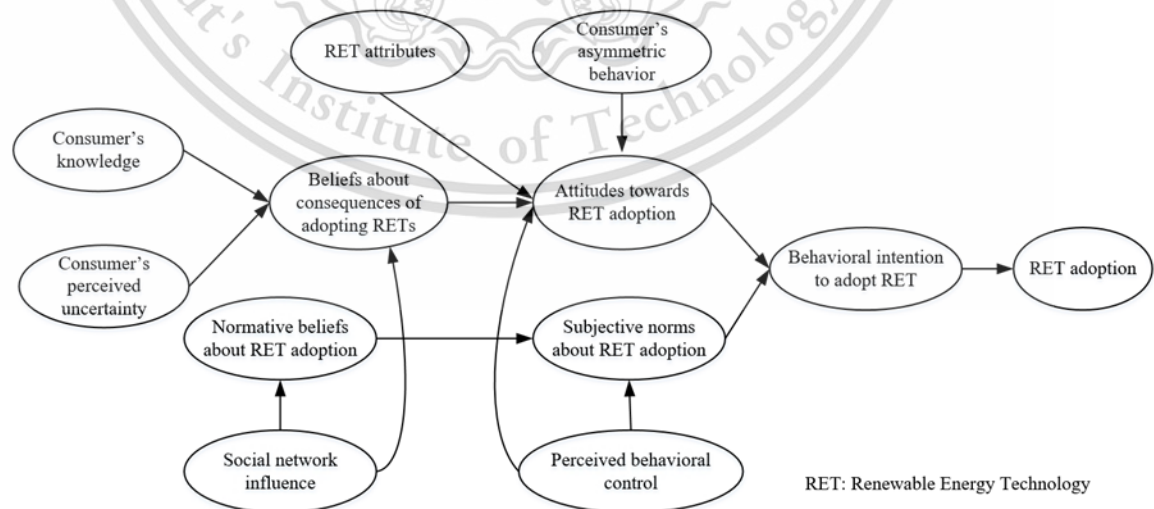 ut's Institute of Technolog
RET attributes
Consumer's
asymmetric
behavior
Consumer's
knowledge
Beliefs about
consequences of
adopting RETs
Attitudes towards
RET adoption
Consumer's
perceived
uncertainty
Behavioral intention
to adopt RET
RET adoption
Normative beliefs
about RET adoption
Subjective norms
about RET adoption
Social network
influence
Perceived behavioral
control
RET: Renewable Energy Technology